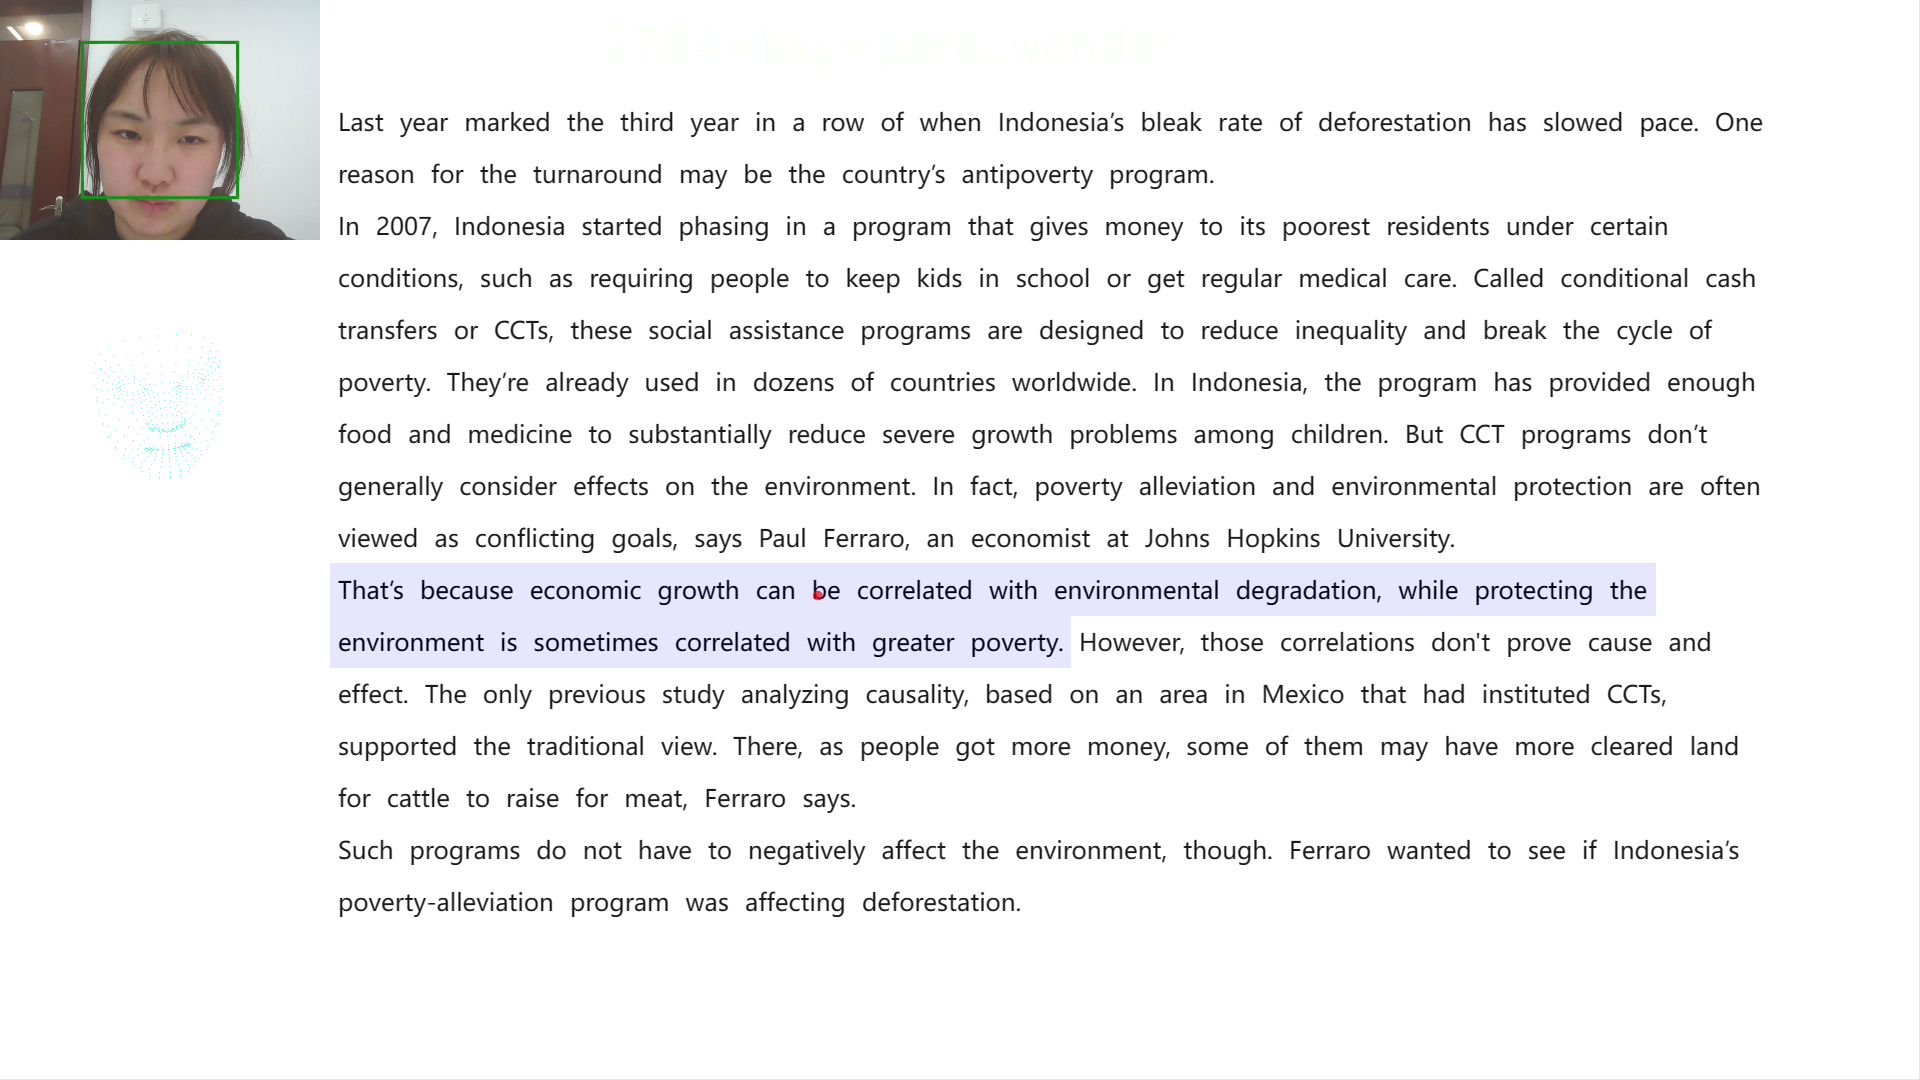 2784 bxy para_wander
Last year marked the third year in a row of when Indonesia’s bleak rate of deforestation has slowed pace. One
reason for the turnaround may be the country’s antipoverty program.
In 2007, Indonesia started phasing in a program that gives money to its poorest residents under certain
conditions, such as requiring people to keep kids in school or get regular medical care. Called conditional cash
transfers or CCTs, these social assistance programs are designed to reduce inequality and break the cycle of
poverty. They’re already used in dozens of countries worldwide. In Indonesia, the program has provided enough
food and medicine to substantially reduce severe growth problems among children. But CCT programs don’t
generally consider effects on the environment. In fact, poverty alleviation and environmental protection are often
viewed as conflicting goals, says Paul Ferraro, an economist at Johns Hopkins University.
That’s because economic growth can be correlated with environmental degradation, while protecting the
environment is sometimes correlated with greater poverty. However, those correlations don't prove cause and
effect. The only previous study analyzing causality, based on an area in Mexico that had instituted CCTs,
supported the traditional view. There, as people got more money, some of them may have more cleared land
for cattle to raise for meat, Ferraro says.
Such programs do not have to negatively affect the environment, though. Ferraro wanted to see if Indonesia’s
poverty-alleviation program was affecting deforestation.